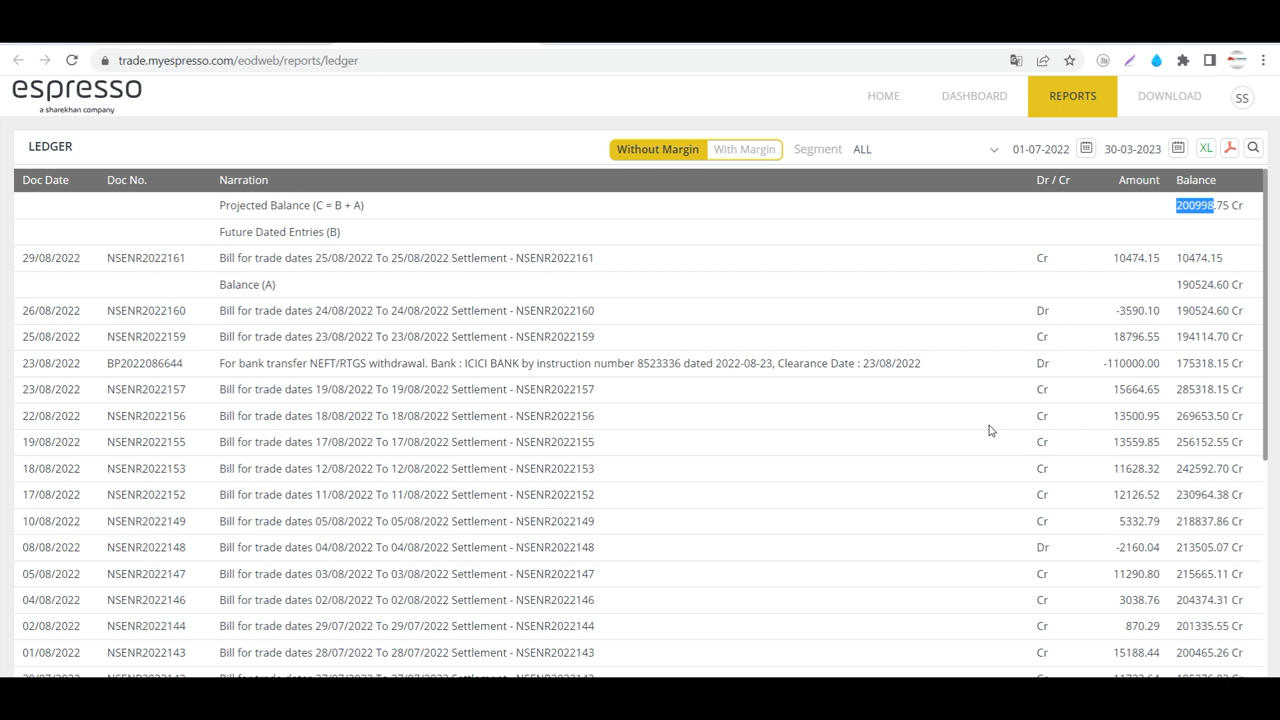 trade.myespresso.com/eodweb/reports/ledger
espresso
a sharekhan company
HOME DASHBOARD REPORTS DOWNLOAD SS
LEDGER Without Margin With Margin Segment ALL 01-07-2022 30-03-2023 XL
Doc Date Doc No. Narration Dr / Cr Amount Balance
Projected Balance (C = B + A) 200998.75 Cr
Future Dated Entries (B)
29/08/2022 NSENR2022161 Bill for trade dates 25/08/2022 To 25/08/2022 Settlement - NSENR2022161 Cr 10474.15 10474.15
Balance (A) 190524.60 Cr
26/08/2022 NSENR2022160 Bill for trade dates 24/08/2022 To 24/08/2022 Settlement - NSENR2022160 Dr -3590.10 190524.60 Cr
25/08/2022 NSENR2022159 Bill for trade dates 23/08/2022 To 23/08/2022 Settlement - NSENR2022159 Cr 18796.55 194114.70 Cr
23/08/2022 BP2022086644 For bank transfer NEFT/RTGS withdrawal. Bank : ICICI BANK by instruction number 8523336 dated 2022-08-23, Clearance Date : 23/08/2022 Dr -110000.00 175318.15 Cr
23/08/2022 NSENR2022157 Bill for trade dates 19/08/2022 To 19/08/2022 Settlement - NSENR2022157 Cr 15664.65 285318.15 Cr
22/08/2022 NSENR2022156 Bill for trade dates 18/08/2022 To 18/08/2022 Settlement - NSENR2022156 Cr 13500.95 269653.50 Cr
19/08/2022 NSENR2022155 Bill for trade dates 17/08/2022 To 17/08/2022 Settlement - NSENR2022155 Cr 13559.85 256152.55 Cr
18/08/2022 NSENR2022153 Bill for trade dates 12/08/2022 To 12/08/2022 Settlement - NSENR2022153 Cr 11628.32 242592.70 Cr
17/08/2022 NSENR2022152 Bill for trade dates 11/08/2022 To 11/08/2022 Settlement - NSENR2022152 Cr 12126.52 230964.38 Cr
10/08/2022 NSENR2022149 Bill for trade dates 05/08/2022 To 05/08/2022 Settlement - NSENR2022149 Cr 5332.79 218837.86 Cr
08/08/2022 NSENR2022148 Bill for trade dates 04/08/2022 To 04/08/2022 Settlement - NSENR2022148 Dr -2160.04 213505.07 Cr
05/08/2022 NSENR2022147 Bill for trade dates 03/08/2022 To 03/08/2022 Settlement - NSENR2022147 Cr 11290.80 215665.11 Cr
04/08/2022 NSENR2022146 Bill for trade dates 02/08/2022 To 02/08/2022 Settlement - NSENR2022146 Cr 3038.76 204374.31 Cr
02/08/2022 NSENR2022144 Bill for trade dates 29/07/2022 To 29/07/2022 Settlement - NSENR2022144 Cr 870.29 201335.55 Cr
01/08/2022 NSENR2022143 Bill for trade dates 28/07/2022 To 28/07/2022 Settlement - NSENR2022143 Cr 15188.44 200465.26 Cr